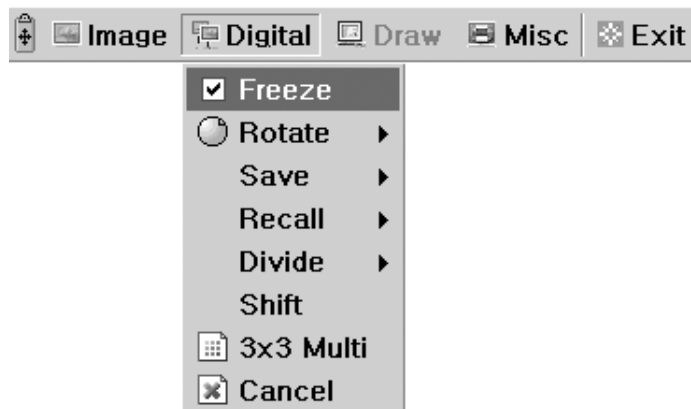 Image Digital Draw Misc Exit
Freeze
Rotate
Save
Recall
Divide
Shift
3x3 Multi
Cancel